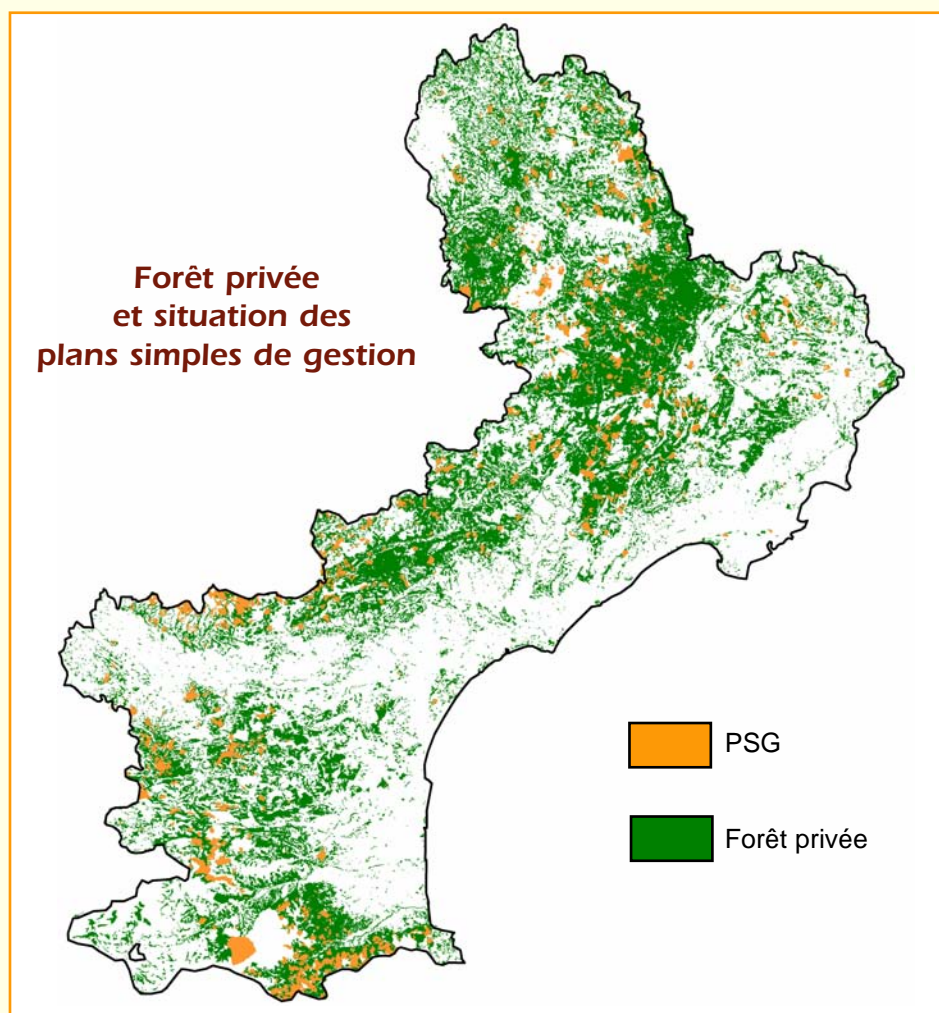 Forêt privée
et situation des
plans simples de gestion
PSG
Forêt privée